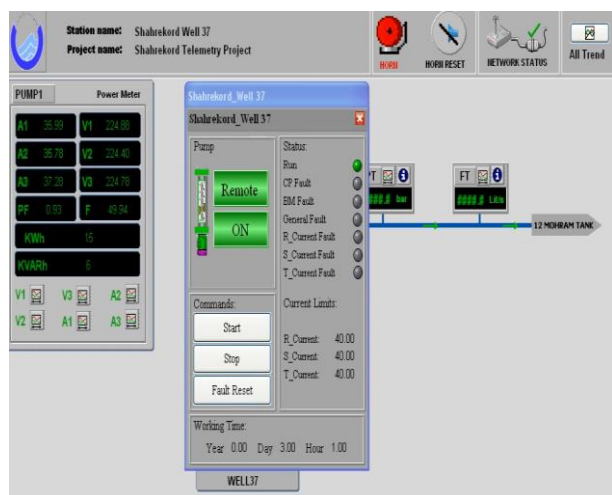 Station name: Shahrekord Well 37
Project name: Shahrekord Telemetry Project
HORN
HORN RESET
NETWORK STATUS
All Trend
PUMP1 Power Meter
A1 35.99 V1 224.88
A2 35.78 V2 224.40
A3 37.28 V3 224.78
PF 0.93 F 49.94
KWh 15
KVARh 6
V1 V3 A2
V2 A1 A3
Shahrekord_Well 37
Shahrekord_Well 37
Pump
Remote
ON
Status:
Run
CP Fault
BM Fault
General Fault
R_Current Fault
S_Current Fault
T_Current Fault
Commands:
Start
Stop
Fault Reset
Current Limits:
R_Current: 40.00
S_Current: 40.00
T_Current: 40.00
Working Time:
Year 0.00 Day 3.00 Hour 1.00
WELL37
PT
####.# bar
FT
####.# Lit/s
12 MOHRAM TANK